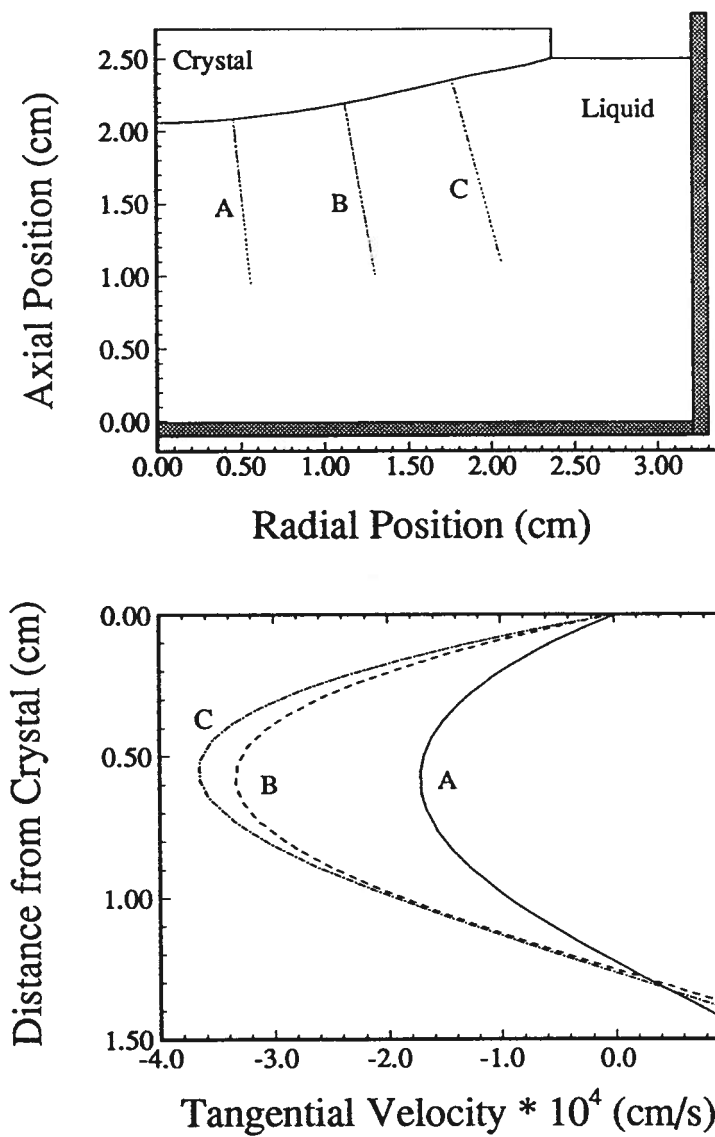 2.50
Crystal
Liquid
2.00
1.50
A
B
C
1.00
0.50
0.00
Axial Position (cm)
0.00 0.50 1.00 1.50 2.00 2.50 3.00
Radial Position (cm)
0.00
C
0.50
B
A
1.00
1.50
Distance from Crystal (cm)
-4.0 -3.0 -2.0 -1.0 0.0
Tangential Velocity * 10⁴ (cm/s)